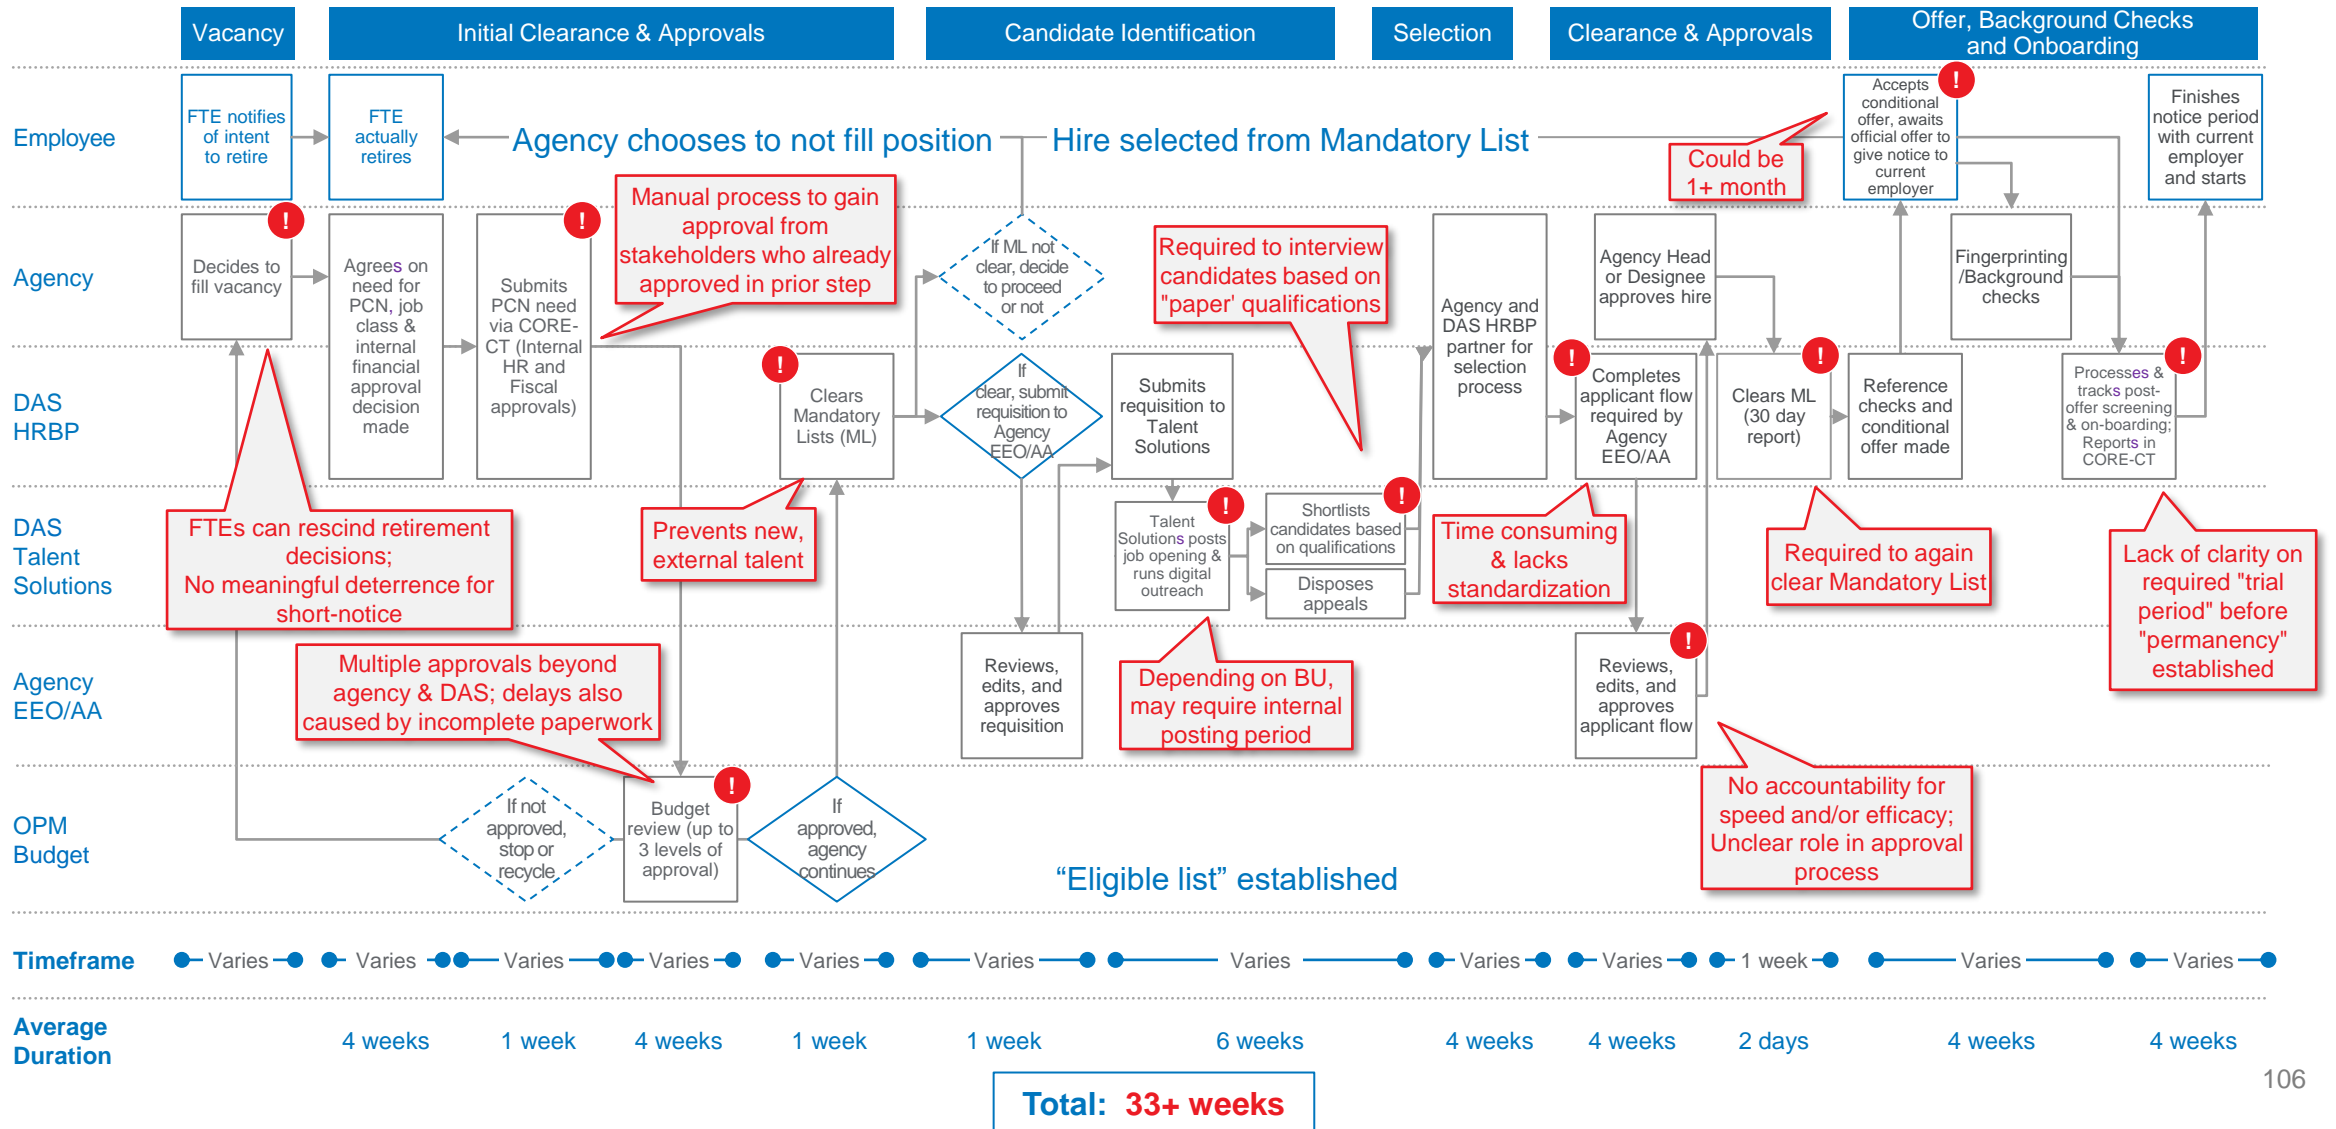 Vacancy
Initial Clearance & Approvals
Candidate Identification
Selection
Clearance & Approvals
Offer, Background Checks
and Onboarding
Employee
FTE notifies
of intent
to retire
FTE
actually
retires
Agency chooses to not fill position
Hire selected from Mandatory List
Could be
1+ month
Accepts
conditional
offer, awaits
official offer to
give notice to
current
employer
!
Finishes
notice period
with current
employer
and starts
Agency
Decides to
fill vacancy
!
Agrees on
need for
PCN, job
class &
internal
financial
approval
decision
made
Submits
PCN need
via CORE-
CT (Internal
HR and
Fiscal
approvals)
!
Manual process to gain
approval from
stakeholders who already
approved in prior step
If ML not
clear, decide
to proceed
or not
Required to interview
candidates based on
"paper' qualifications
Agency and
DAS HRBP
partner for
selection
process
Agency Head
or Designee
approves hire
Fingerprinting
/Background
checks
DAS
HRBP
!
Clears
Mandatory
Lists (ML)
If
clear, submit
requisition to
Agency
EEO/AA
Submits
requisition to
Talent
Solutions
!
Completes
applicant flow
required by
Agency
EEO/AA
!
Clears ML
(30 day
report)
Reference
checks and
conditional
offer made
!
Processes &
tracks post-
offer screening
& on-boarding;
Reports in
CORE-CT
DAS
Talent
Solutions
FTEs can rescind retirement
decisions;
No meaningful deterrence for
short-notice
Prevents new,
external talent
!
Talent
Solutions posts
job opening &
runs digital
outreach
!
Shortlists
candidates based
on qualifications
Disposes
appeals
Time consuming
& lacks
standardization
Required to again
clear Mandatory List
Lack of clarity on
required "trial
period" before
"permanency"
established
Agency
EEO/AA
Multiple approvals beyond
agency & DAS; delays also
caused by incomplete paperwork
Reviews,
edits, and
approves
requisition
Depending on BU,
may require internal
posting period
!
Reviews,
edits, and
approves
applicant flow
No accountability for
speed and/or efficacy;
Unclear role in approval
process
OPM
Budget
If not
approved,
stop or
recycle
!
Budget
review (up to
3 levels of
approval)
If
approved,
agency
continues
“Eligible list” established
Timeframe
Varies
Varies
Varies
Varies
Varies
Varies
Varies
Varies
Varies
1 week
Varies
Varies
Average
Duration
4 weeks
1 week
4 weeks
1 week
1 week
6 weeks
4 weeks
4 weeks
2 days
4 weeks
4 weeks
Total: 33+ weeks
106